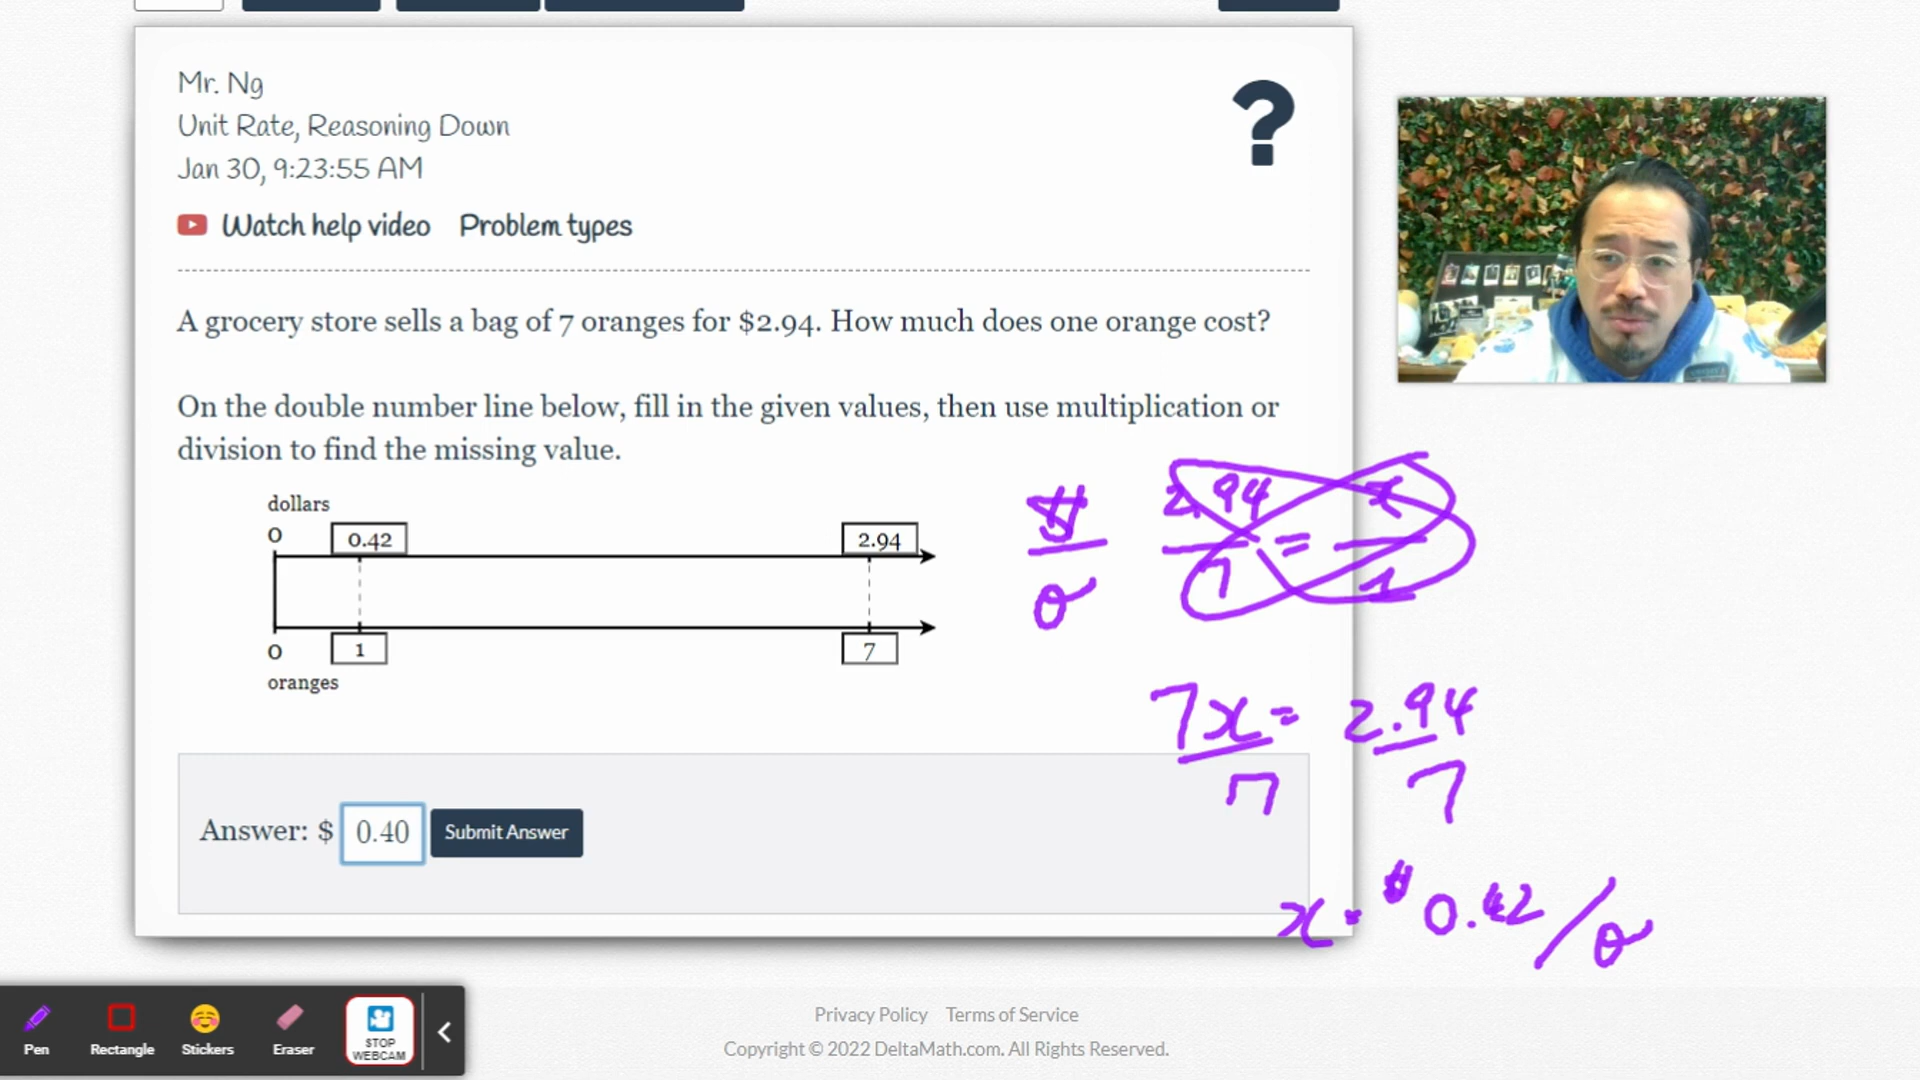 Mr. Ng
Unit Rate, Reasoning Down
Jan 30, 9:23:55 AM
?
Watch help video Problem types
A grocery store sells a bag of 7 oranges for $2.94. How much does one orange cost?
On the double number line below, fill in the given values, then use multiplication or
division to find the missing value.
dollars
0 0.42 2.94
0 1 7
oranges
$ 2.94 = x
o 7 1
7x = 2.94
7 7
x = $0.42/o
Answer: $ 0.40 Submit Answer
Pen Rectangle Stickers Eraser STOP WEBCAM
Privacy Policy Terms of Service
Copyright © 2022 DeltaMath.com. All Rights Reserved.